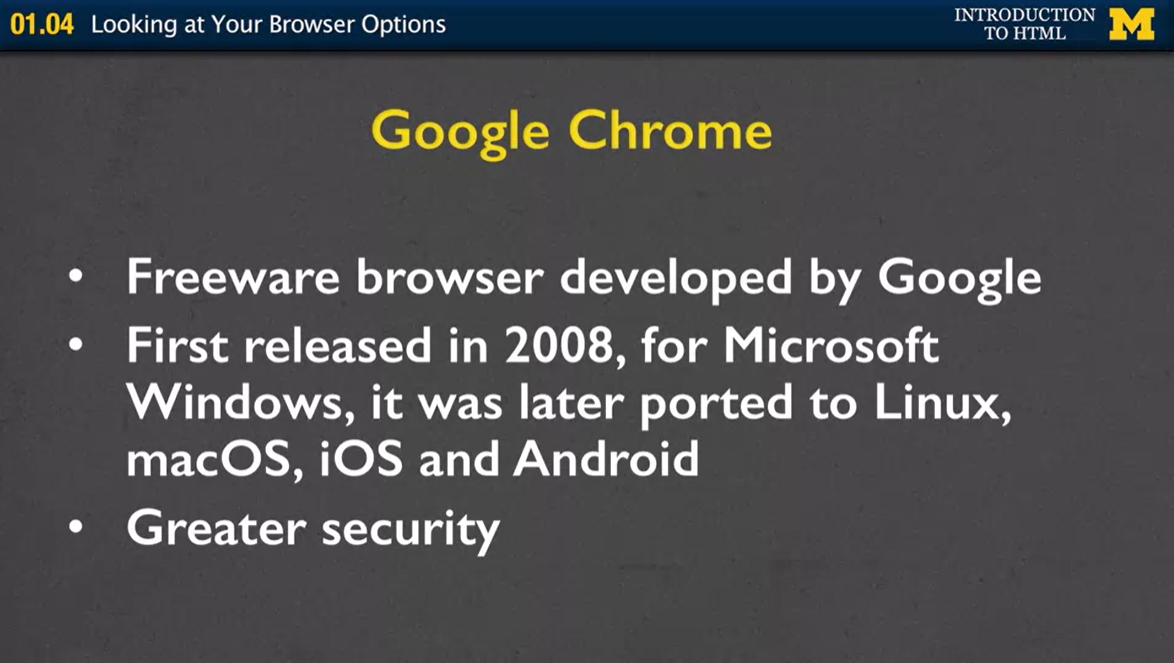 01.04 Looking at Your Browser Options
INTRODUCTION
TO HTML
M
Google Chrome
• Freeware browser developed by Google
• First released in 2008, for Microsoft
Windows, it was later ported to Linux,
macOS, iOS and Android
• Greater security